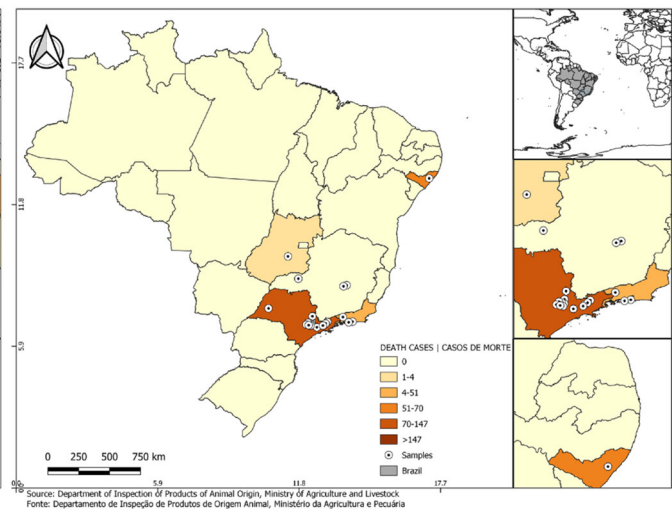 17.7
11.8
5.9
0.0
DEATH CASES | CASOS DE MORTE
0
1-4
4-51
51-70
70-147
>147
Samples
Brazil
0 250 500 750 km
5.9 11.8 17.7
Source: Department of Inspection of Products of Animal Origin, Ministry of Agriculture and Livestock
Fonte: Departamento de Inspeção de Produtos de Origem Animal, Ministério da Agricultura e Pecuária